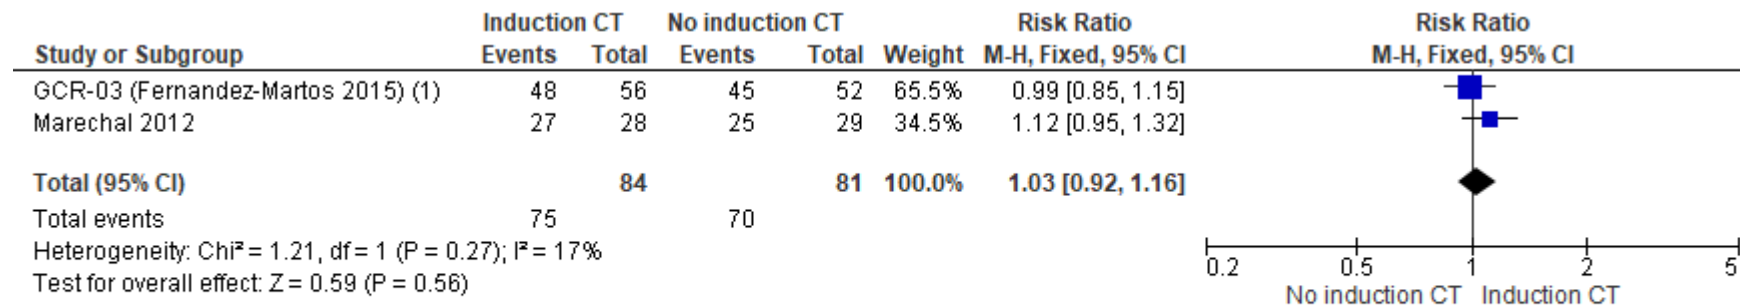 Induction CT No induction CT Risk Ratio Risk Ratio
Study or Subgroup Events Total Events Total Weight M-H, Fixed, 95% CI M-H, Fixed, 95% CI
GCR-03 (Fernandez-Martos 2015) (1) 48 56 45 52 65.5% 0.99 [0.85, 1.15]
Marechal 2012 27 28 25 29 34.5% 1.12 [0.95, 1.32]
Total (95% CI) 84 81 100.0% 1.03 [0.92, 1.16]
Total events 75 70
Heterogeneity: Chi² = 1.21, df = 1 (P = 0.27); I² = 17%
Test for overall effect: Z = 0.59 (P = 0.56)
0.2 0.5 1 2 5
No induction CT Induction CT